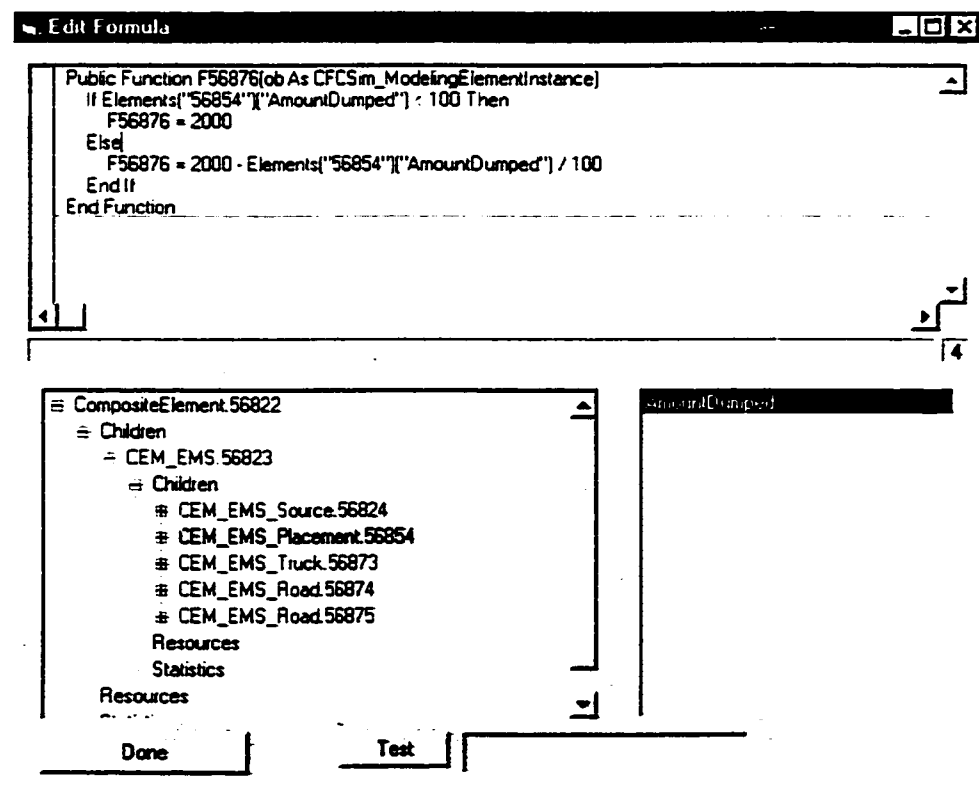 Edit Formula
Public Function F56876(ob As CFCSim_ModelingElementInstance)
If Elements("56854")("AmountDumped") < 100 Then
F56876 = 2000
Else
F56876 = 2000 - Elements("56854")("AmountDumped") / 100
End If
End Function
4
CompositeElement.56822
Children
CEM_EMS.56823
Children
CEM_EMS_Source.56824
CEM_EMS_Placement.56854
CEM_EMS_Truck.56873
CEM_EMS_Road.56874
CEM_EMS_Road.56875
Resources
Statistics
Resources
AmountDumped
Done
Test